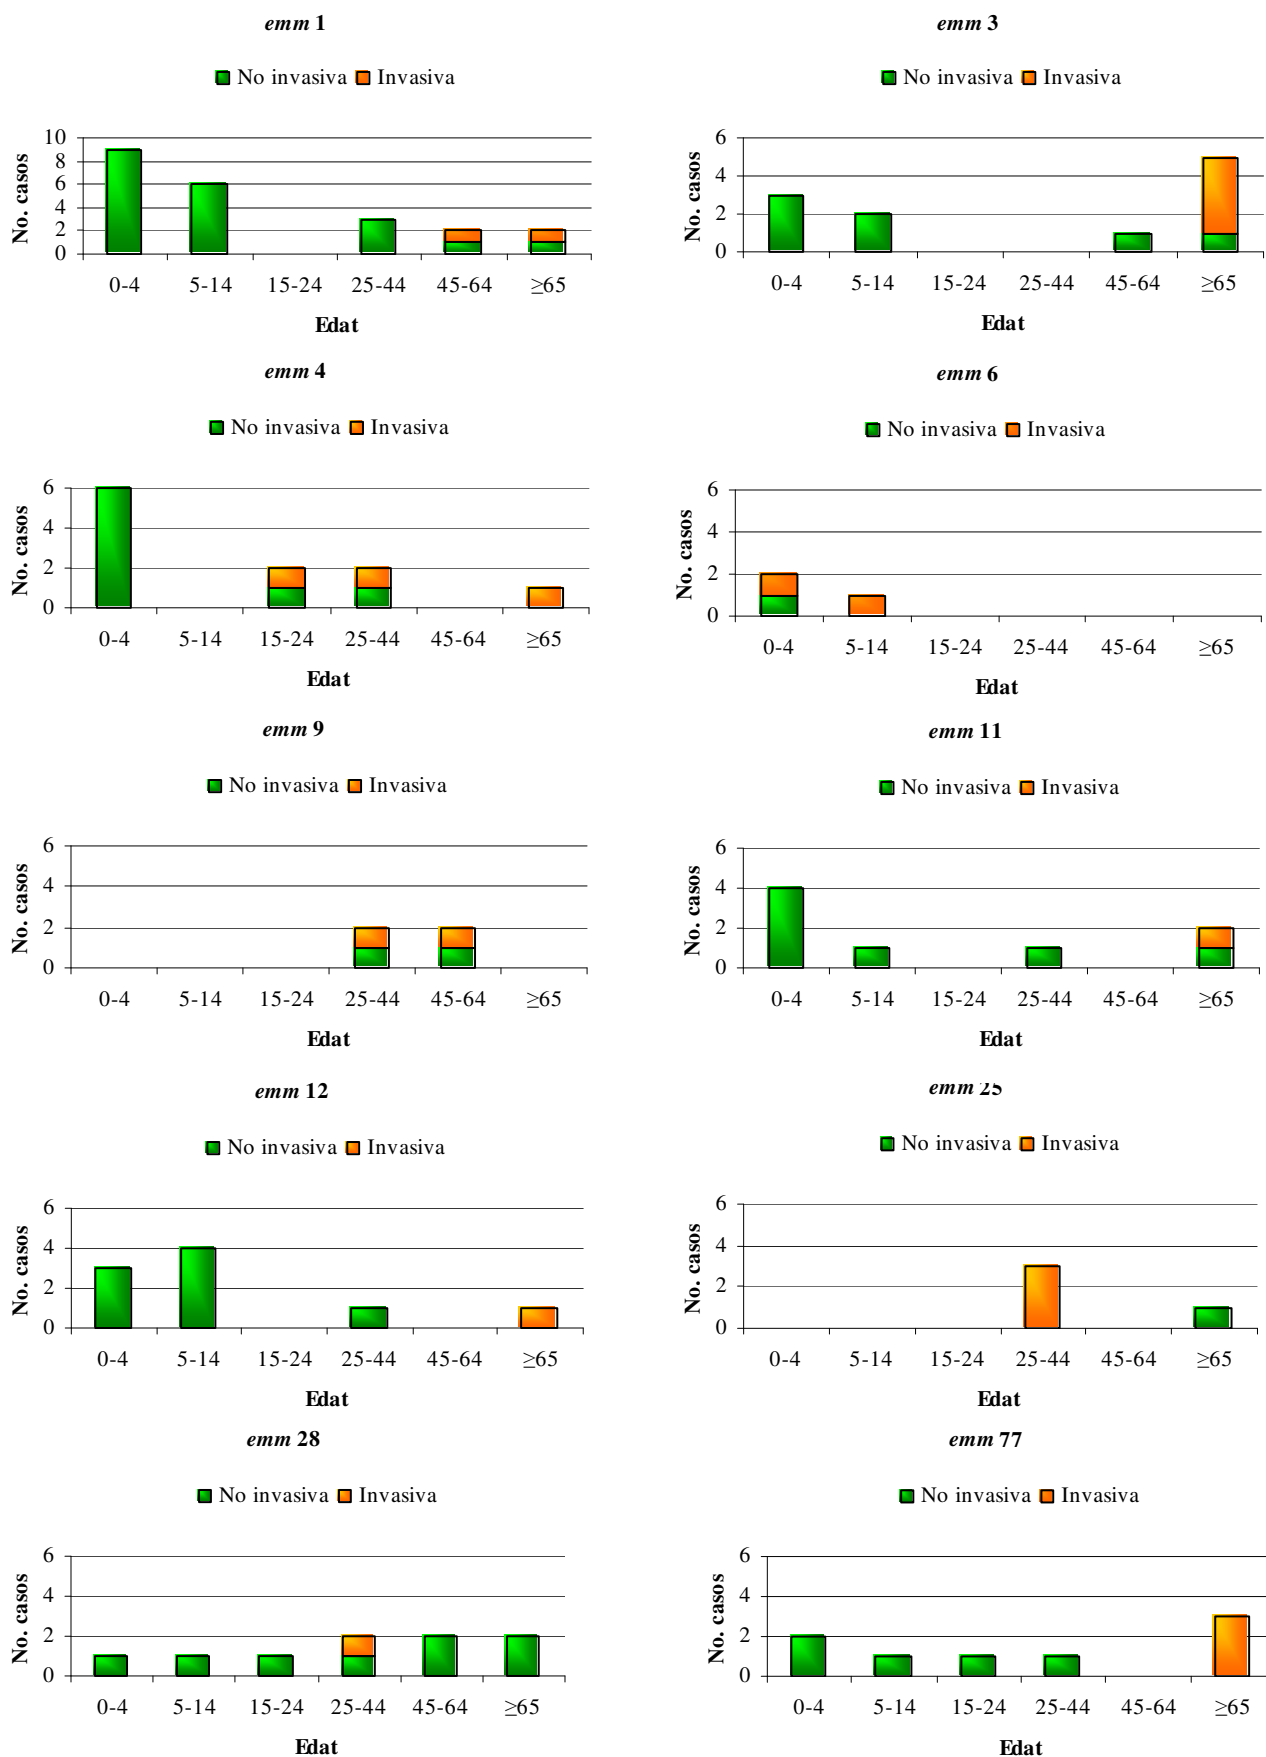 emm 1
No invasiva Invasiva
No. casos
10
8
6
4
2
0
0-4 5-14 15-24 25-44 45-64 ≥65
Edat
emm 3
No invasiva Invasiva
No. casos
6
4
2
0
0-4 5-14 15-24 25-44 45-64 ≥65
Edat
emm 4
No invasiva Invasiva
No. casos
6
4
2
0
0-4 5-14 15-24 25-44 45-64 ≥65
Edat
emm 6
No invasiva Invasiva
No. casos
6
4
2
0
0-4 5-14 15-24 25-44 45-64 ≥65
Edat
emm 9
No invasiva Invasiva
No. casos
6
4
2
0
0-4 5-14 15-24 25-44 45-64 ≥65
Edat
emm 11
No invasiva Invasiva
No. casos
6
4
2
0
0-4 5-14 15-24 25-44 45-64 ≥65
Edat
emm 12
No invasiva Invasiva
No. casos
6
4
2
0
0-4 5-14 15-24 25-44 45-64 ≥65
Edat
emm 25
No invasiva Invasiva
No. casos
6
4
2
0
0-4 5-14 15-24 25-44 45-64 ≥65
Edat
emm 28
No invasiva Invasiva
No. casos
6
4
2
0
0-4 5-14 15-24 25-44 45-64 ≥65
Edat
emm 77
No invasiva Invasiva
No. casos
6
4
2
0
0-4 5-14 15-24 25-44 45-64 ≥65
Edat